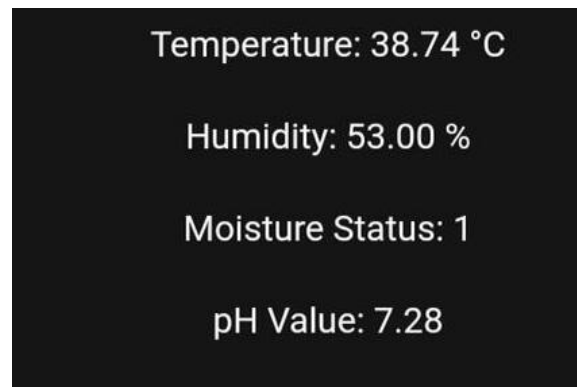 Temperature: 38.74 °C
Humidity: 53.00 %
Moisture Status: 1
pH Value: 7.28